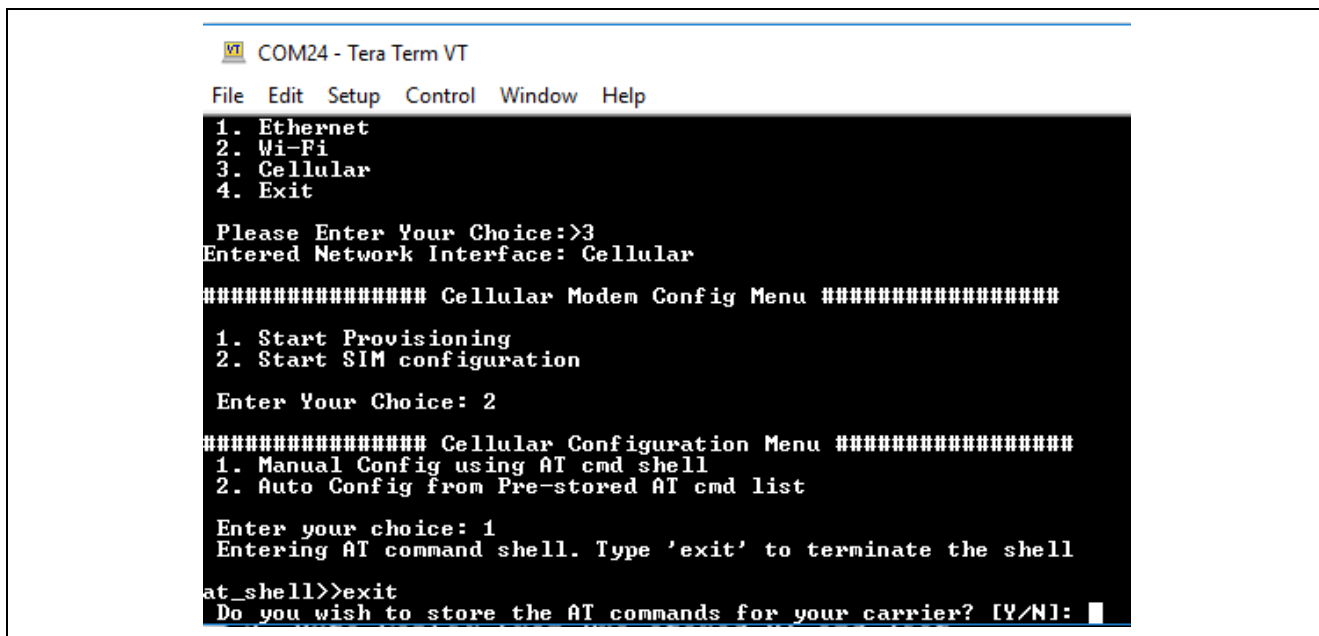 COM24 - Tera Term VT
File Edit Setup Control Window Help
1. Ethernet
2. Wi-Fi
3. Cellular
4. Exit
Please Enter Your Choice:>3
Entered Network Interface: Cellular
################ Cellular Modem Config Menu #################
1. Start Provisioning
2. Start SIM configuration
Enter Your Choice: 2
################ Cellular Configuration Menu #################
1. Manual Config using AT cmd shell
2. Auto Config from Pre-stored AT cmd list
Enter your choice: 1
Entering AT command shell. Type 'exit' to terminate the shell
at_shell>>exit
Do you wish to store the AT commands for your carrier? [Y/N]: